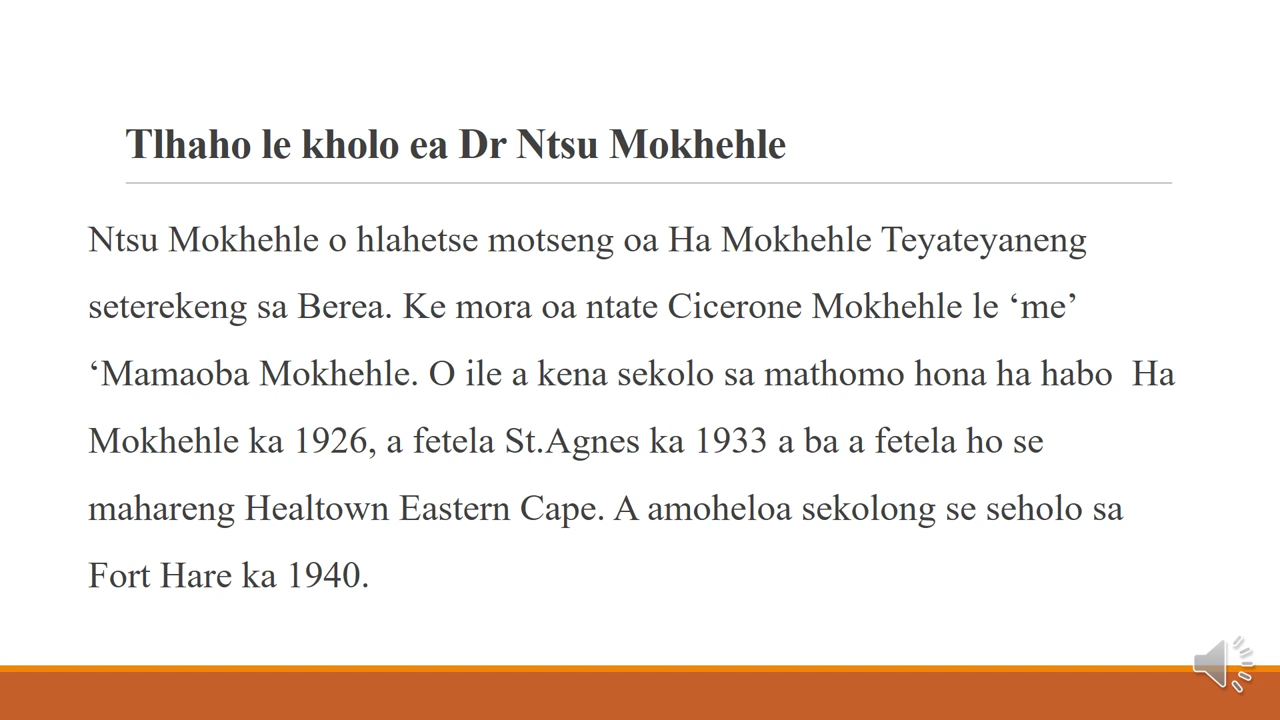 Tlhaho le kholo ea Dr Ntsu Mokhehle
Ntsu Mokhehle o hlahetse motseng oa Ha Mokhehle Teyateyaneng
seterekeng sa Berea. Ke mora oa ntate Cicerone Mokhehle le ‘me’
‘Mamaoba Mokhehle. O ile a kena sekolo sa mathomo hona ha habo  Ha
Mokhehle ka 1926, a fetela St.Agnes ka 1933 a ba a fetela ho se
mahareng Healtown Eastern Cape. A amoheloa sekolong se seholo sa
Fort Hare ka 1940.